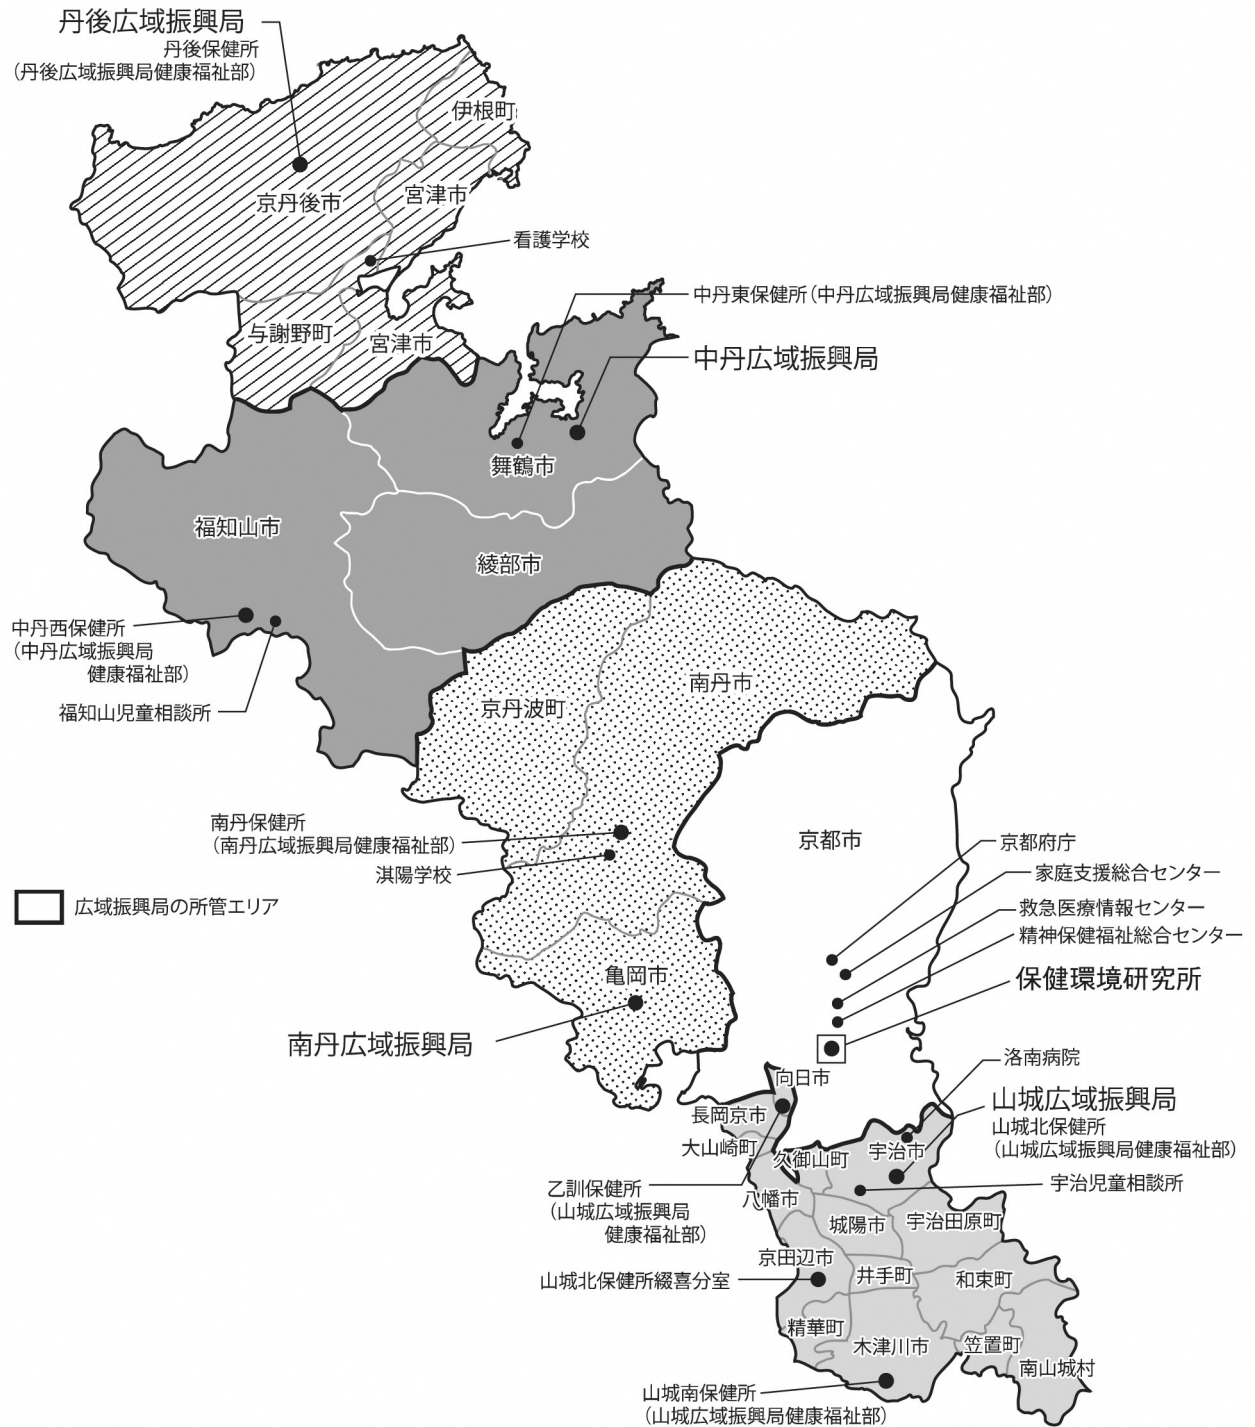 丹後広域振興局
丹後保健所
（丹後広域振興局健康福祉部）
伊根町
京丹後市
宮津市
看護学校
中丹東保健所（中丹広域振興局健康福祉部）
与謝野町
宮津市
中丹広域振興局
舞鶴市
福知山市
綾部市
中丹西保健所
（中丹広域振興局
健康福祉部）
福知山児童相談所
京丹波町
南丹市
南丹保健所
（南丹広域振興局健康福祉部）
淇陽学校
京都市
京都府庁
家庭支援総合センター
救急医療情報センター
精神保健福祉総合センター
保健環境研究所
広域振興局の所管エリア
亀岡市
南丹広域振興局
洛南病院
向日市
山城広域振興局
山城北保健所
（山城広域振興局健康福祉部）
長岡京市
大山崎町
久御山町
宇治市
宇治児童相談所
乙訓保健所
（山城広域振興局
健康福祉部）
八幡市
城陽市
宇治田原町
京田辺市
山城北保健所綴喜分室
井手町
和束町
精華町
木津川市
笠置町
南山城村
山城南保健所
（山城広域振興局健康福祉部）